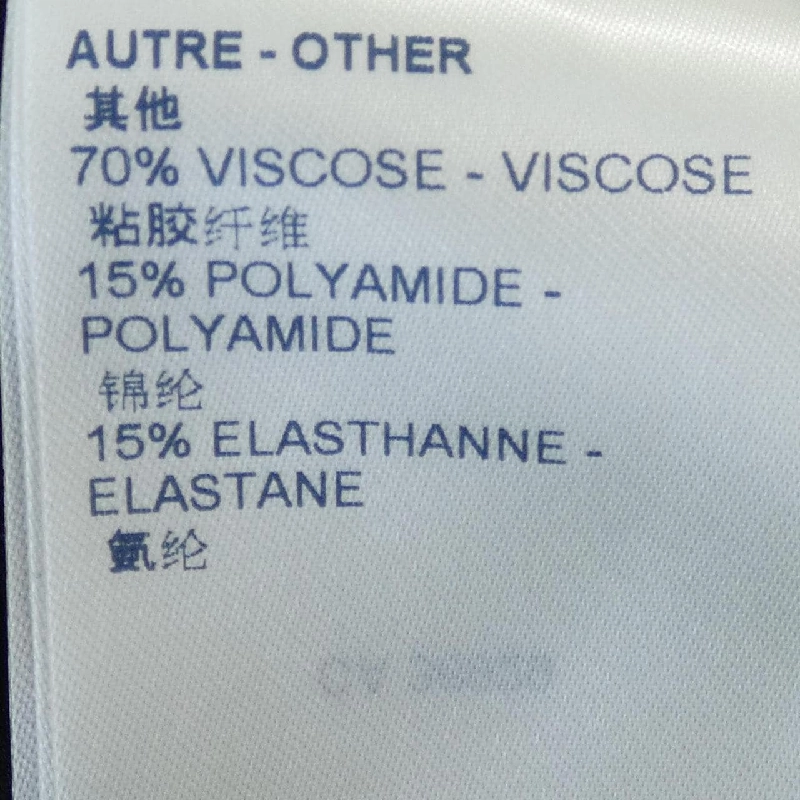 AUTRE - OTHER
其他
70% VISCOSE - VISCOSE
粘胶纤维
15% POLYAMIDE -
POLYAMIDE
锦纶
15% ELASTHANNE -
ELASTANE
氨纶